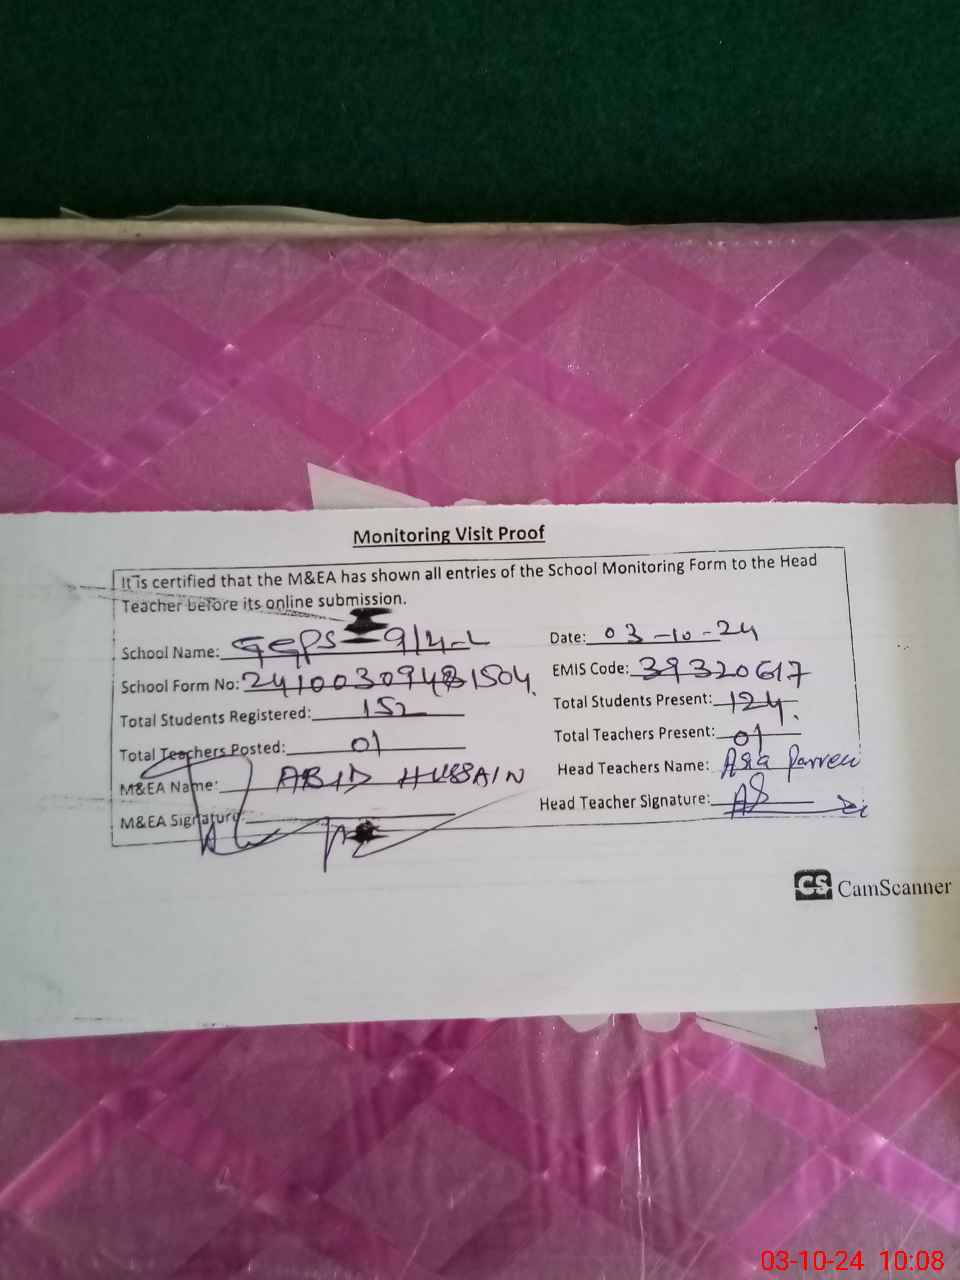 Monitoring Visit Proof
It is certified that the M&EA has shown all entries of the School Monitoring Form to the Head
Teacher before its online submission.
School Name: GGPS 9/4-L
Date: 03-10-24
School Form No: 
EMIS Code: 39320617
Total Students Registered: 152
Total Students Present: 124
Total Teachers Posted: 01
Total Teachers Present: 01
M&EA Name: ABID HUSSAIN
Head Teachers Name: Asia Parveen
M&EA Signature:
Head Teacher Signature: AS
CS CamScanner
03-10-24 10:08